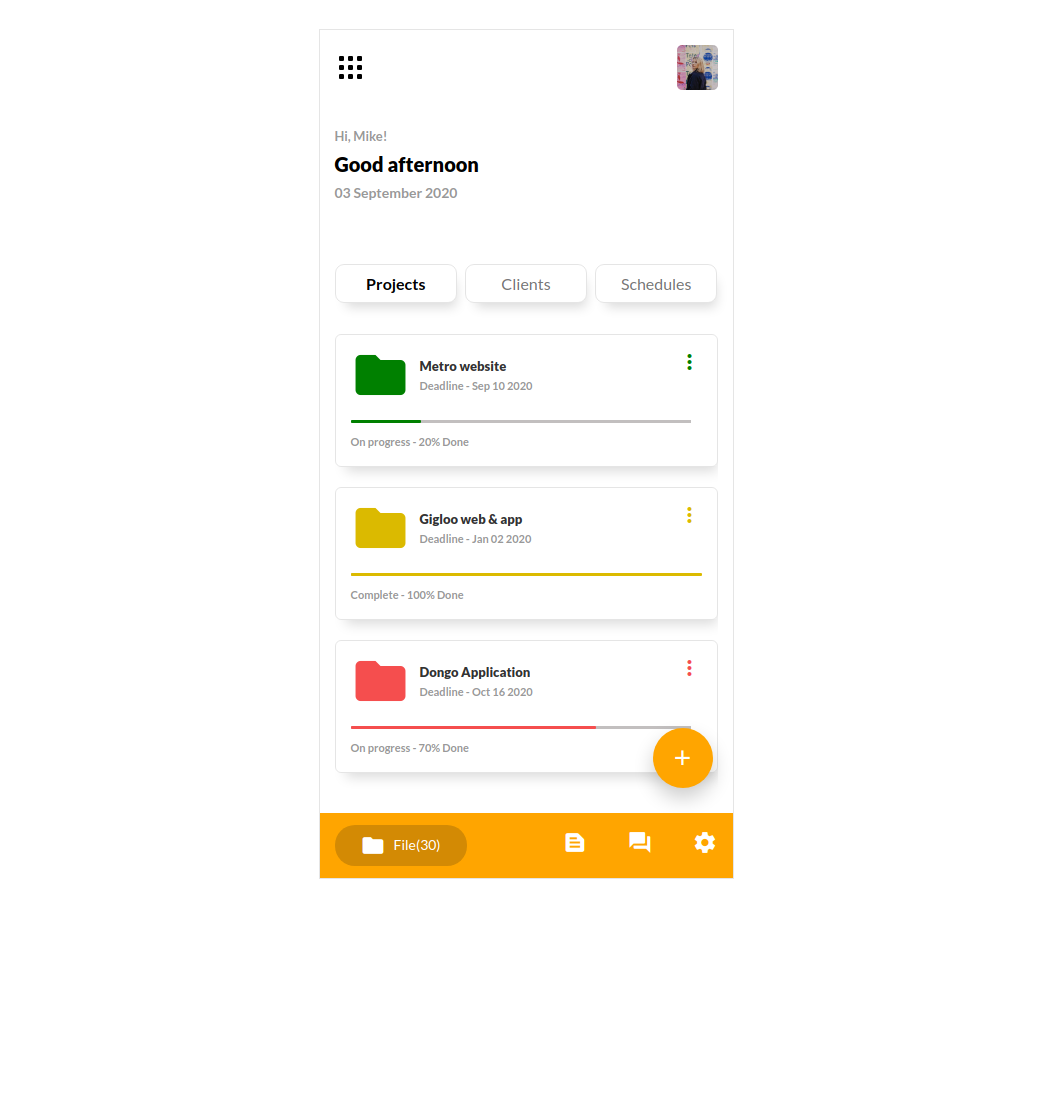 Hi, Mike!
Good afternoon
03 September 2020
Projects
Clients
Schedules
Metro website
Deadline - Sep 10 2020
On progress - 20% Done
Gigloo web & app
Deadline - Jan 02 2020
Complete - 100% Done
Dongo Application
Deadline - Oct 16 2020
On progress - 70% Done
+
File(30)